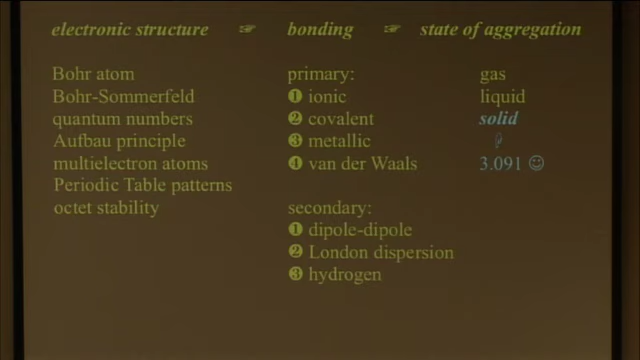 electronic structure ☞ bonding ☞ state of aggregation
Bohr atom
Bohr-Sommerfeld
quantum numbers
Aufbau principle
multielectron atoms
Periodic Table patterns
octet stability
primary:
❶ ionic
❷ covalent
❸ metallic
❹ van der Waals
secondary:
❶ dipole-dipole
❷ London dispersion
❸ hydrogen
gas
liquid
solid
3.091 ☺